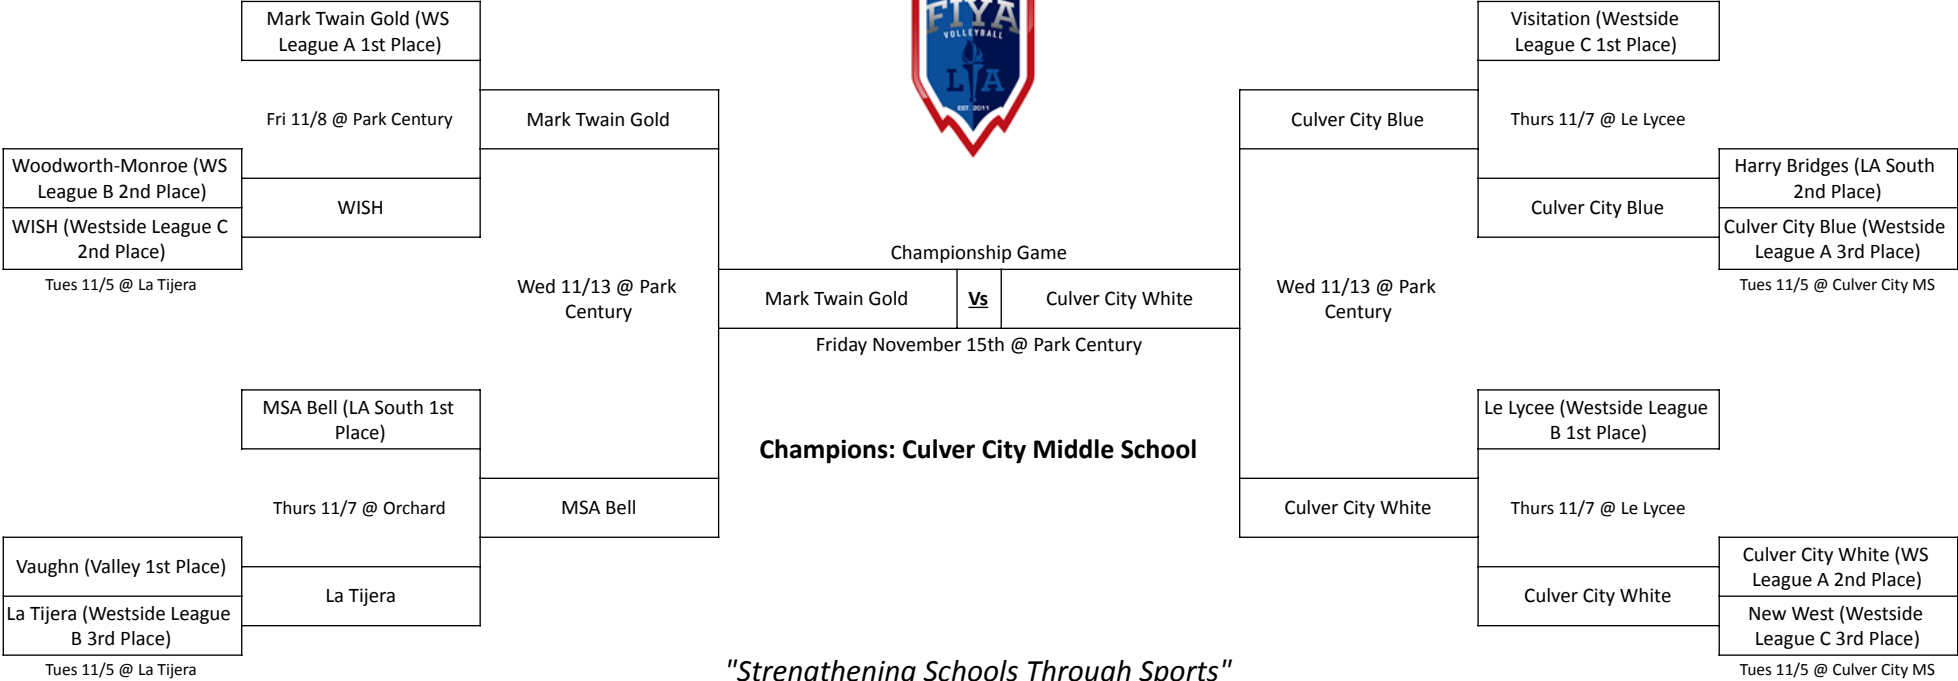 Mark Twain Gold (WS
League A 1st Place)
Fri 11/8 @ Park Century
Mark Twain Gold
Woodworth-Monroe (WS
League B 2nd Place)
WISH
WISH (Westside League C
2nd Place)
Tues 11/5 @ La Tijera
Wed 11/13 @ Park
Century
MSA Bell (LA South 1st
Place)
Thurs 11/7 @ Orchard
MSA Bell
Vaughn (Valley 1st Place)
La Tijera
La Tijera (Westside League
B 3rd Place)
Tues 11/5 @ La Tijera
FIYA
VOLLEYBALL
LA
EST. 2011
Championship Game
Mark Twain Gold
Vs
Culver City White
Friday November 15th @ Park Century
Champions: Culver City Middle School
"Strengthening Schools Through Sports"
Visitation (Westside
League C 1st Place)
Culver City Blue
Thurs 11/7 @ Le Lycee
Harry Bridges (LA South
2nd Place)
Culver City Blue
Culver City Blue (Westside
League A 3rd Place)
Tues 11/5 @ Culver City MS
Wed 11/13 @ Park
Century
Le Lycee (Westside League
B 1st Place)
Culver City White
Thurs 11/7 @ Le Lycee
Culver City White (WS
League A 2nd Place)
Culver City White
New West (Westside
League C 3rd Place)
Tues 11/5 @ Culver City MS